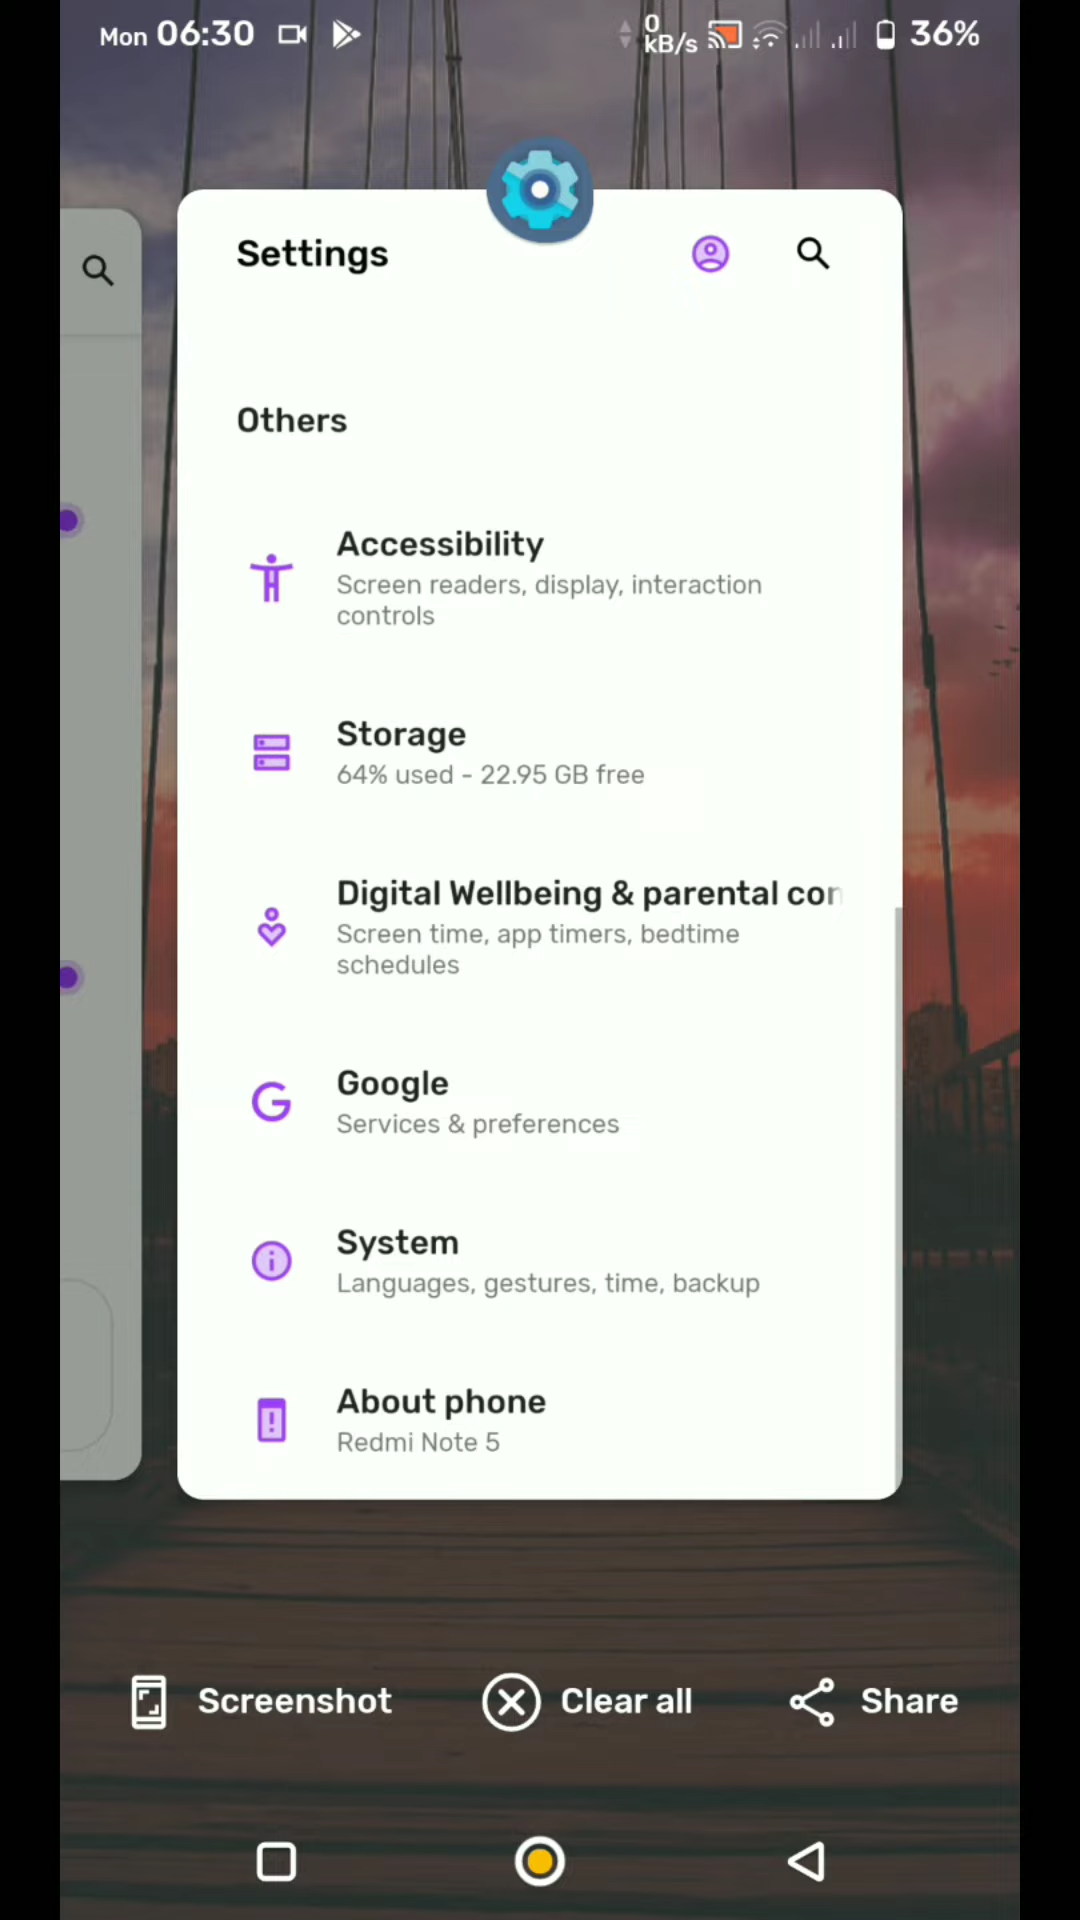 Mon 06:30
0
kB/s
36%
Settings
Others
Accessibility
Screen readers, display, interaction
controls
Storage
64% used - 22.95 GB free
Digital Wellbeing & parental con
Screen time, app timers, bedtime
schedules
Google
Services & preferences
System
Languages, gestures, time, backup
About phone
Redmi Note 5
Screenshot
Clear all
Share